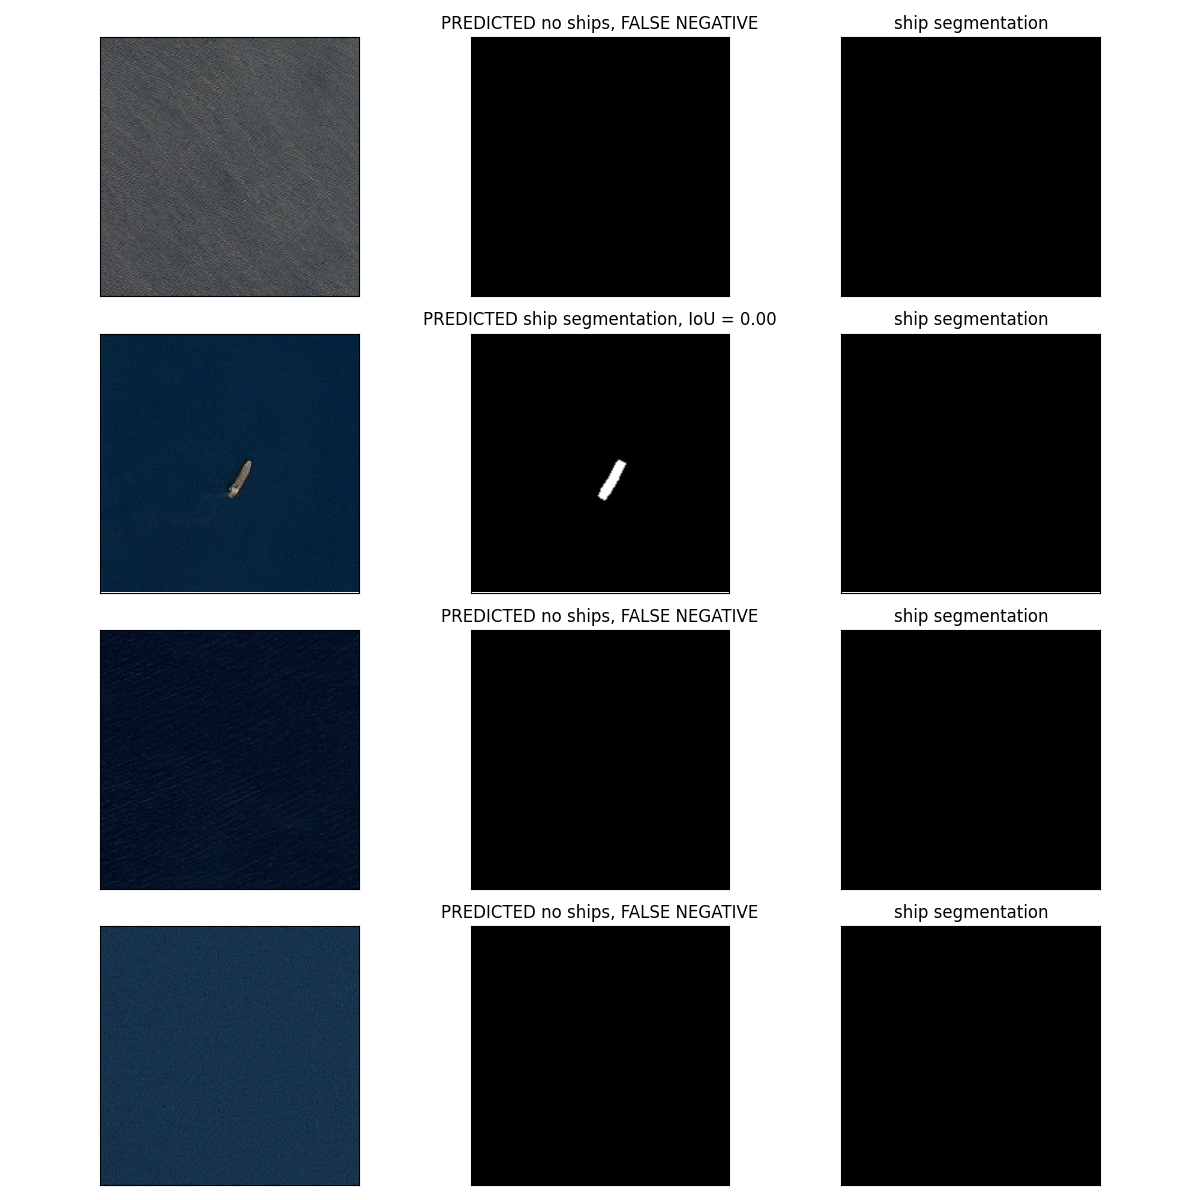 PREDICTED no ships, FALSE NEGATIVE
ship segmentation
PREDICTED ship segmentation, IoU = 0.00
ship segmentation
PREDICTED no ships, FALSE NEGATIVE
ship segmentation
PREDICTED no ships, FALSE NEGATIVE
ship segmentation